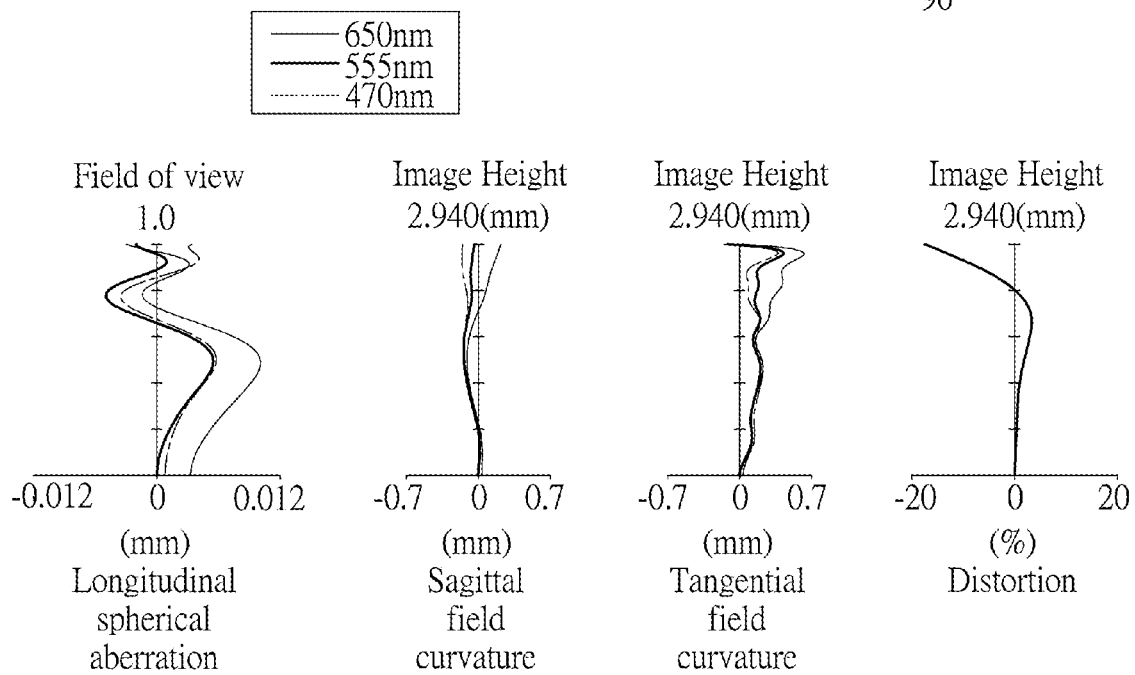 650nm
555nm
470nm
Field of view
1.0
-0.012 0 0.012
(mm)
Longitudinal
spherical
aberration
Image Height
2.940(mm)
-0.7 0 0.7
(mm)
Sagittal
field
curvature
Image Height
2.940(mm)
-0.7 0 0.7
(mm)
Tangential
field
curvature
Image Height
2.940(mm)
-20 0 20
(%)
Distortion